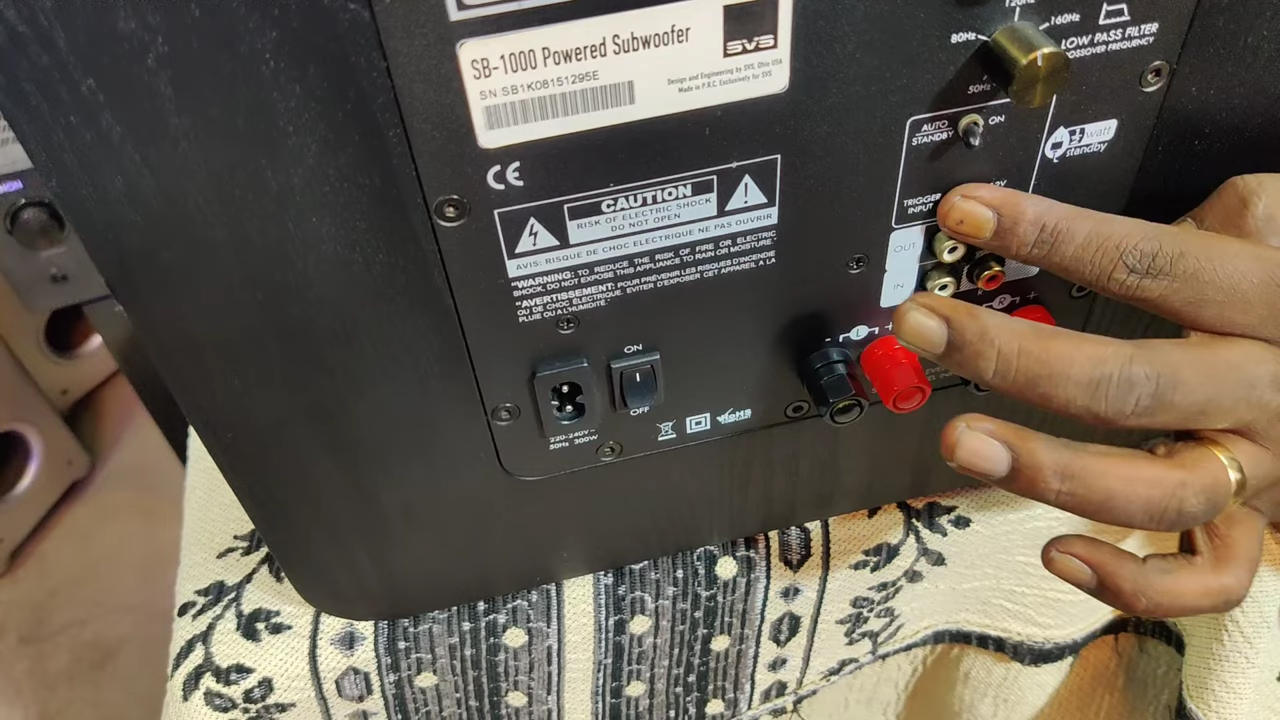 SB-1000 Powered Subwoofer
SVS
SN:SB1K08151295E
Design and Engineering by SVS, Ohio USA
Made in P.R.C. Exclusively for SVS
CE
CAUTION
RISK OF ELECTRIC SHOCK
DO NOT OPEN
AVIS: RISQUE DE CHOC ELECTRIQUE NE PAS OUVRIR
"WARNING: TO REDUCE THE RISK OF FIRE OR ELECTRIC
SHOCK, DO NOT EXPOSE THIS APPLIANCE TO RAIN OR MOISTURE."
"AVERTISSEMENT: POUR PRÉVENIR LES RISQUES D'INCENDIE
OU DE CHOC ÉLECTRIQUE, EVITER D'EXPOSER CET APPAREIL A LA
PLUIE OU A L'HUMIDITÉ."
ON
OFF
220-240V~
50Hz 300W
RoHS
120Hz
160Hz
80Hz
50Hz
LOW PASS FILTER
CROSSOVER FREQUENCY
AUTO
STANDBY
ON
watt
standby
TRIGGER
INPUT
OUT
IN
R
- L +
R +